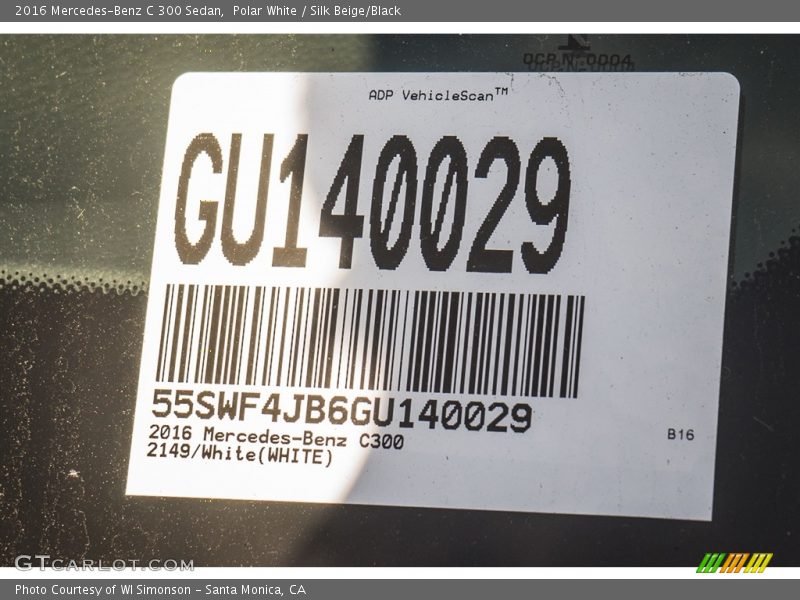 2016 Mercedes-Benz C 300 Sedan, Polar White / Silk Beige/Black
ADP VehicleScan™
GU140029
55SWF4JB6GU140029
2016 Mercedes-Benz C300
2149/White(WHITE)
B16
GTCARLOT.COM
Photo Courtesy of WI Simonson - Santa Monica, CA